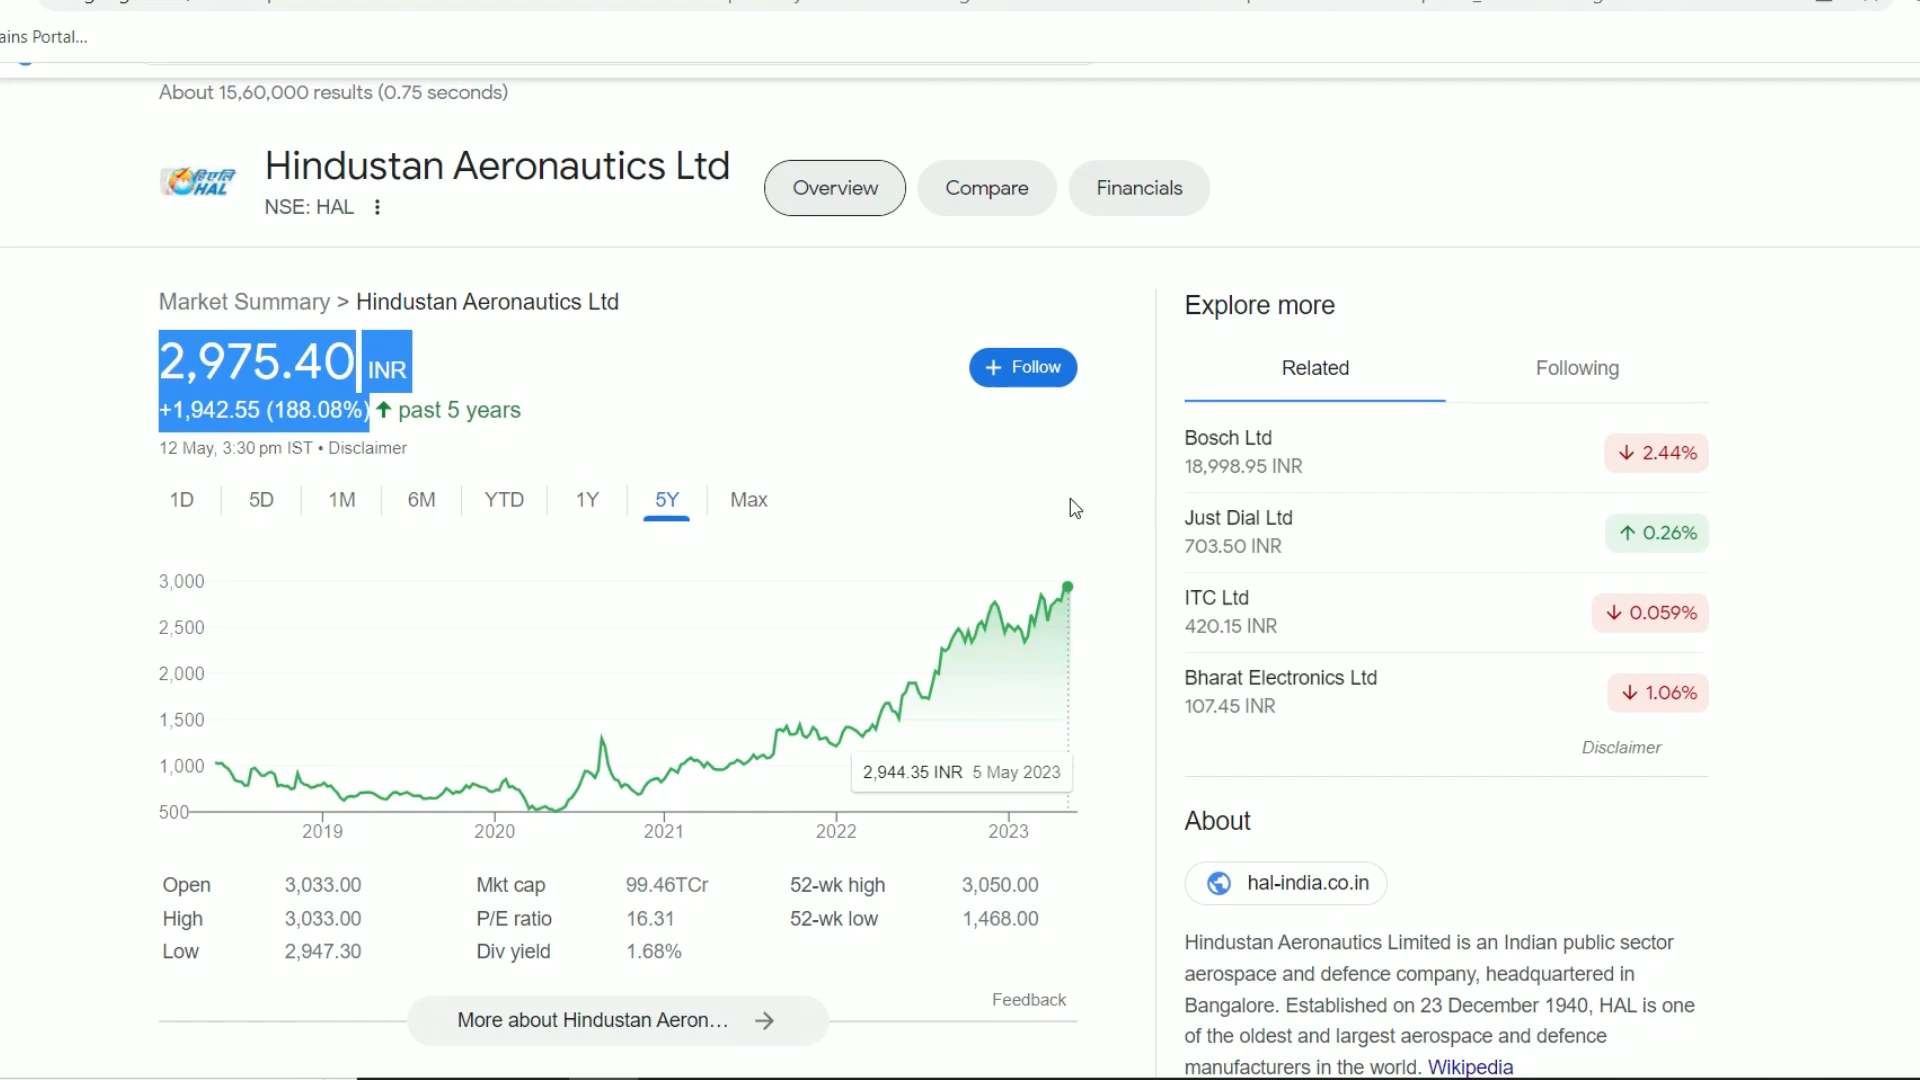 ains Portal...
About 15,60,000 results (0.75 seconds)
हिएलि
HAL
Hindustan Aeronautics Ltd
NSE: HAL
Overview
Compare
Financials
Market Summary > Hindustan Aeronautics Ltd
2,975.40 INR
+1,942.55 (188.08%) ↑ past 5 years
12 May, 3:30 pm IST • Disclaimer
+ Follow
1D 5D 1M 6M YTD 1Y 5Y Max
3,000
2,500
2,000
1,500
1,000
500
2,944.35 INR 5 May 2023
2019 2020 2021 2022 2023
Open 3,033.00 Mkt cap 99.46TCr 52-wk high 3,050.00
High 3,033.00 P/E ratio 16.31 52-wk low 1,468.00
Low 2,947.30 Div yield 1.68%
Feedback
More about Hindustan Aeron... →
Explore more
Related Following
Bosch Ltd
18,998.95 INR
↓ 2.44%
Just Dial Ltd
703.50 INR
↑ 0.26%
ITC Ltd
420.15 INR
↓ 0.059%
Bharat Electronics Ltd
107.45 INR
↓ 1.06%
Disclaimer
About
hal-india.co.in
Hindustan Aeronautics Limited is an Indian public sector
aerospace and defence company, headquartered in
Bangalore. Established on 23 December 1940, HAL is one
of the oldest and largest aerospace and defence
manufacturers in the world. Wikipedia